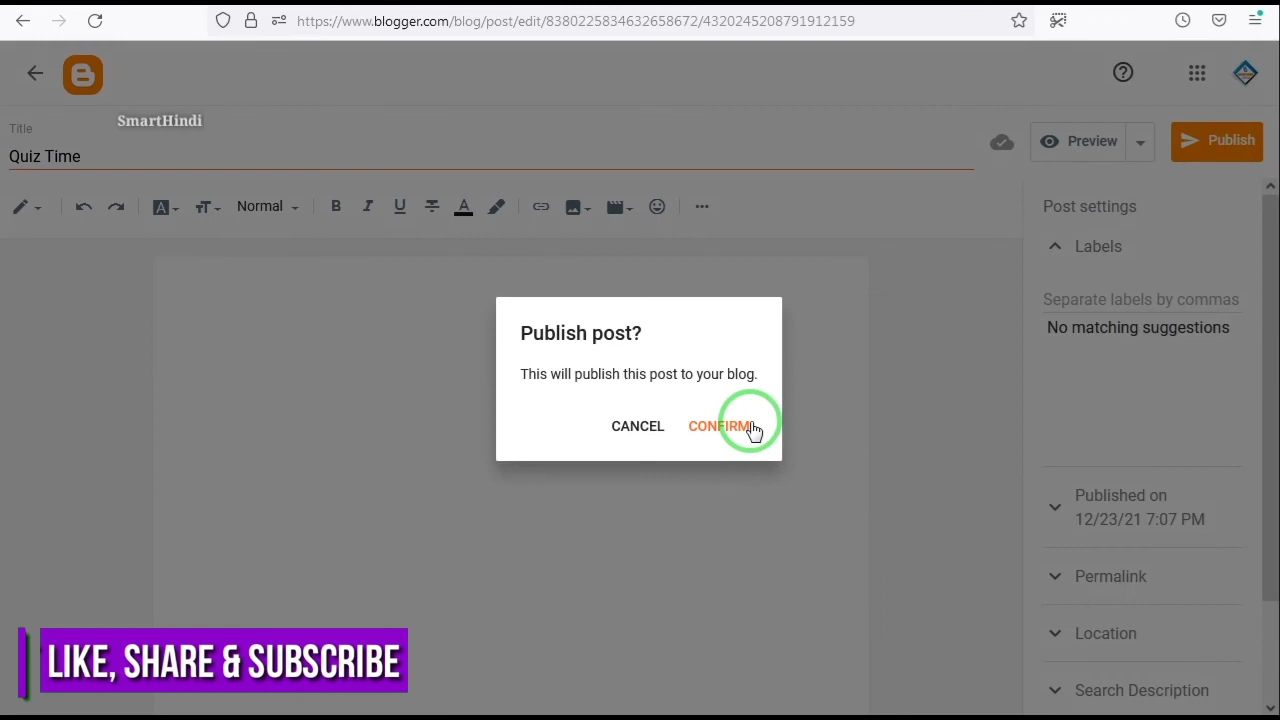 https://www.blogger.com/blog/post/edit/8380225834632658672/4320245208791912159
SmartHindi
Title
Quiz Time
Preview
Publish
Normal
B I U A
Post settings
Labels
Separate labels by commas
No matching suggestions
Publish post?
This will publish this post to your blog.
CANCEL CONFIRM
Published on
12/23/21 7:07 PM
Permalink
Location
Search Description
LIKE, SHARE & SUBSCRIBE